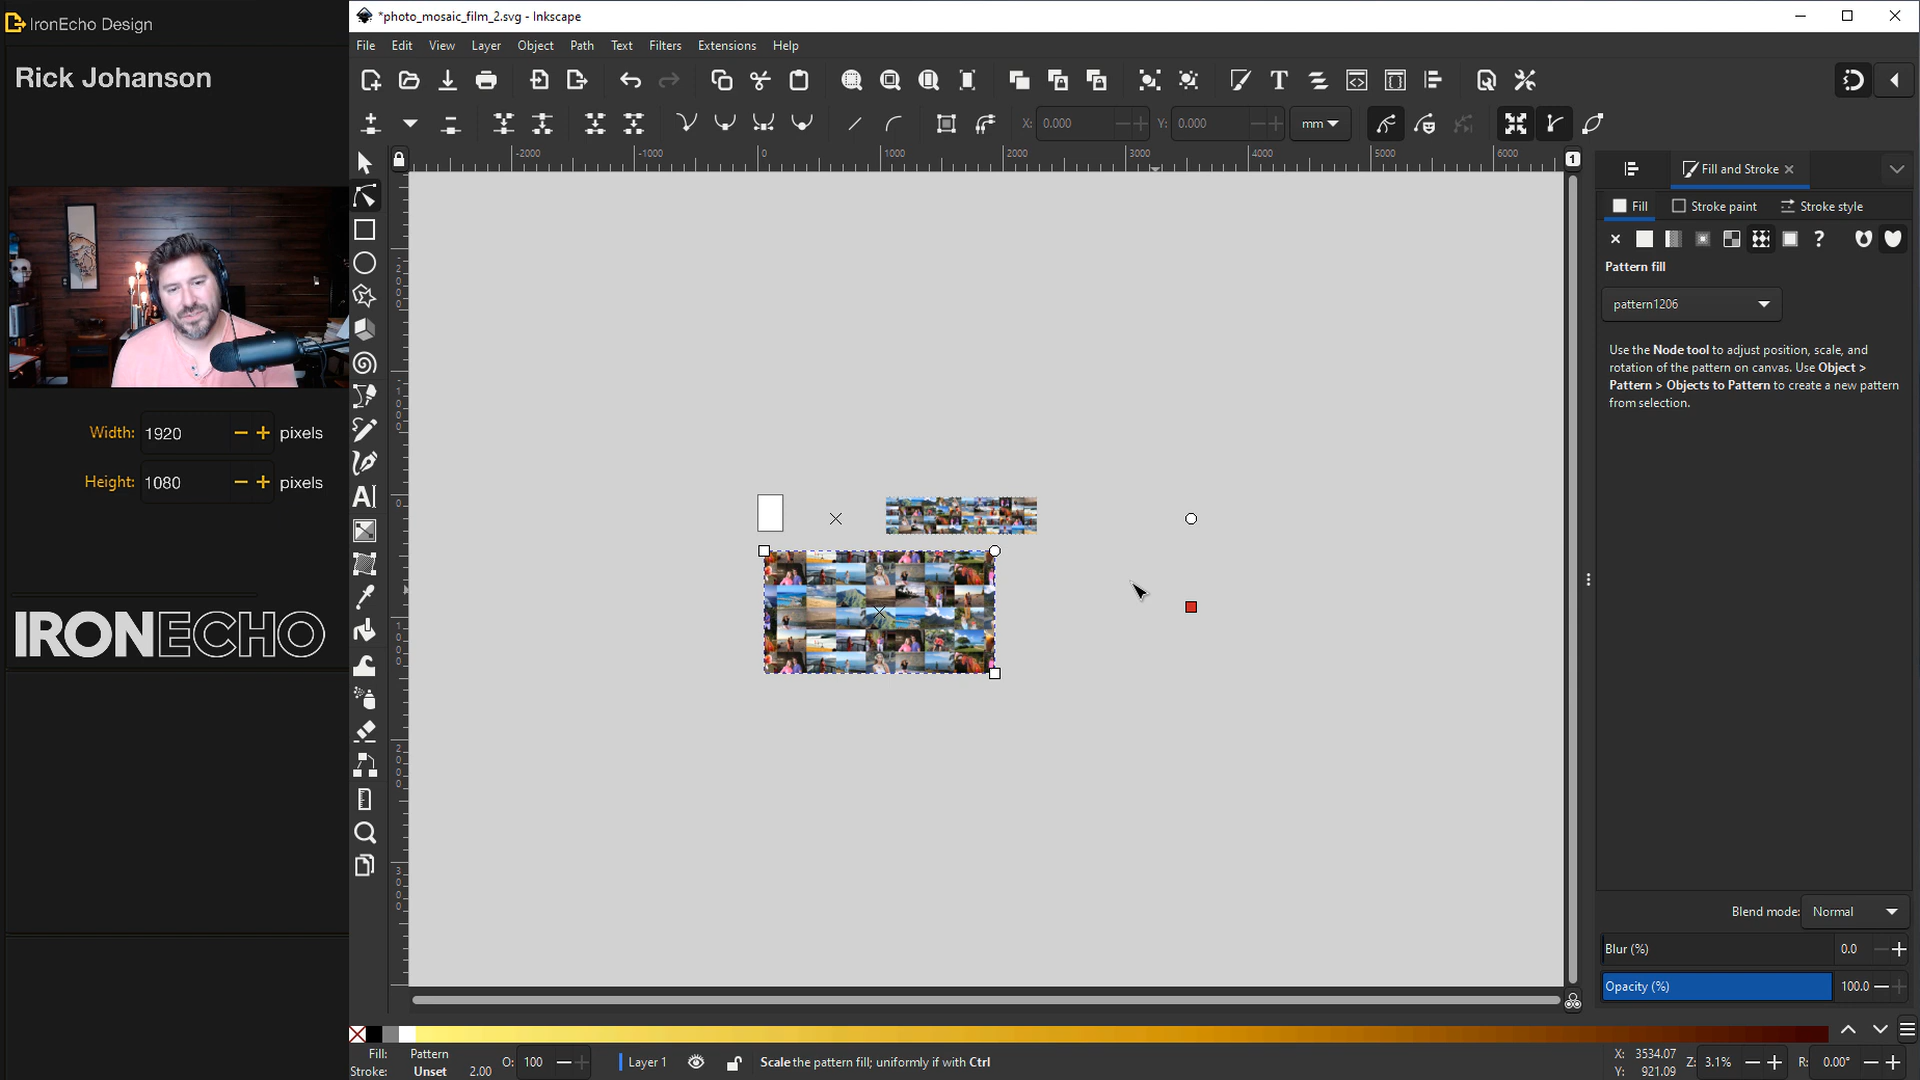 IronEcho Design
Rick Johanson
Width: 1920 pixels
Height: 1080 pixels
IRONECHO
*photo_mosaic_film_2.svg - Inkscape
File Edit View Layer Object Path Text Filters Extensions Help
X: 0.000 Y: 0.000 mm
-2000 -1000 0 1000 2000 3000 4000 5000 6000
1
Fill and Stroke
Fill Stroke paint Stroke style
Pattern fill
pattern1206
Use the Node tool to adjust position, scale, and
rotation of the pattern on canvas. Use Object >
Pattern > Objects to Pattern to create a new pattern
from selection.
Blend mode: Normal
Blur (%) 0.0
Opacity (%) 100.0
Fill: Pattern
Stroke: Unset 2.00
O: 100
Layer 1
Scale the pattern fill; uniformly if with Ctrl
X: 3534.07
Y: 921.09
Z: 3.1%
R: 0.00°